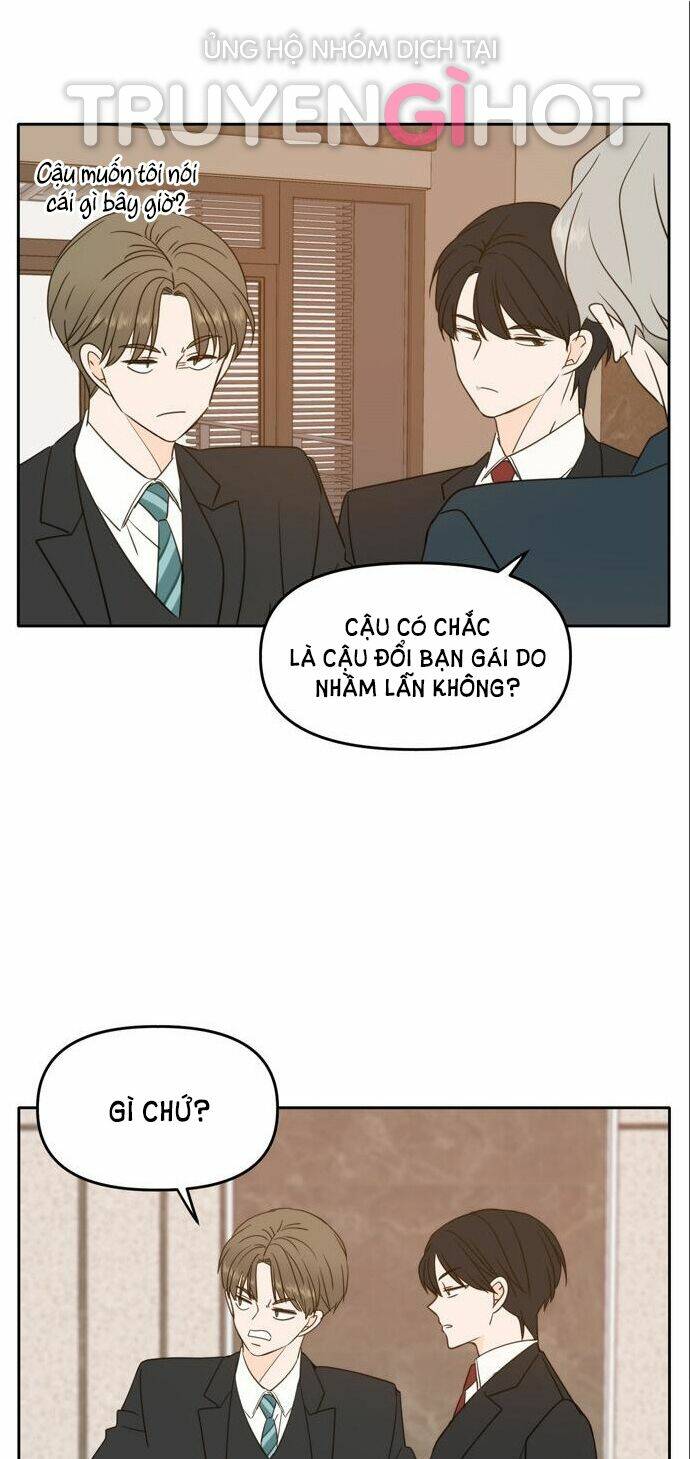 ỦNG HỘ NHÓM DỊCH TẠI
TRUYENGIHOT
Cậu muốn tôi nói
cái gì bây giờ?
CẬU CÓ CHẮC
LÀ CẬU ĐỔI BẠN GÁI DO
NHẦM LẪN KHÔNG?
GÌ CHỨ?